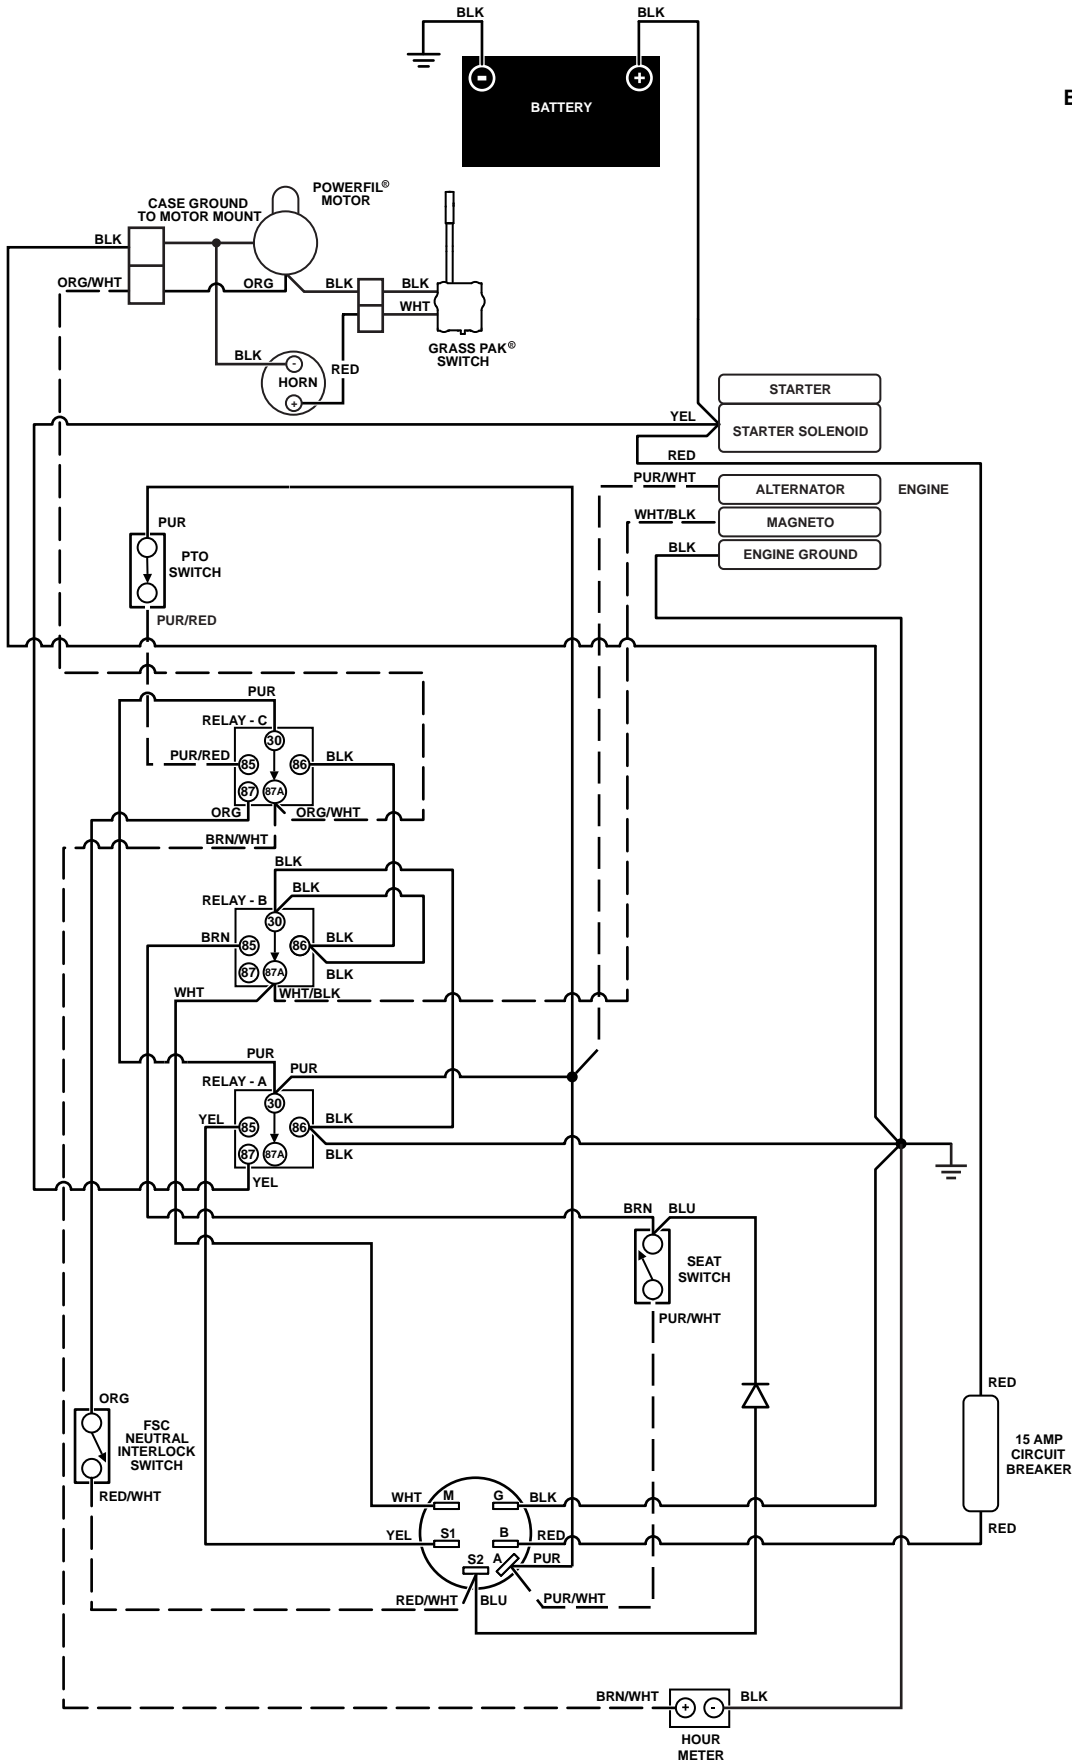 BLK
BLK
-
+
BATTERY
E
POWERFIL®
MOTOR
CASE GROUND
TO MOTOR MOUNT
BLK
ORG/WHT
ORG
BLK
BLK
WHT
GRASS PAK®
SWITCH
BLK
-
HORN
+
RED
STARTER
YEL
STARTER SOLENOID
RED
PUR/WHT
ALTERNATOR
ENGINE
WHT/BLK
MAGNETO
BLK
ENGINE GROUND
PUR
PTO
SWITCH
PUR/RED
PUR
RELAY - C
30
PUR/RED
85
86
BLK
87
87A
ORG
ORG/WHT
BRN/WHT
BLK
BLK
RELAY - B
30
BRN
85
86
BLK
87
87A
BLK
WHT
WHT/BLK
PUR
PUR
RELAY - A
30
YEL
85
86
BLK
87
87A
BLK
YEL
BRN
BLU
SEAT
SWITCH
PUR/WHT
RED
ORG
FSC
NEUTRAL
INTERLOCK
SWITCH
RED/WHT
15 AMP
CIRCUIT
BREAKER
RED
WHT
M
G
BLK
YEL
S1
B
RED
S2
A
PUR
RED/WHT
BLU
PUR/WHT
BRN/WHT
+
-
BLK
HOUR
METER